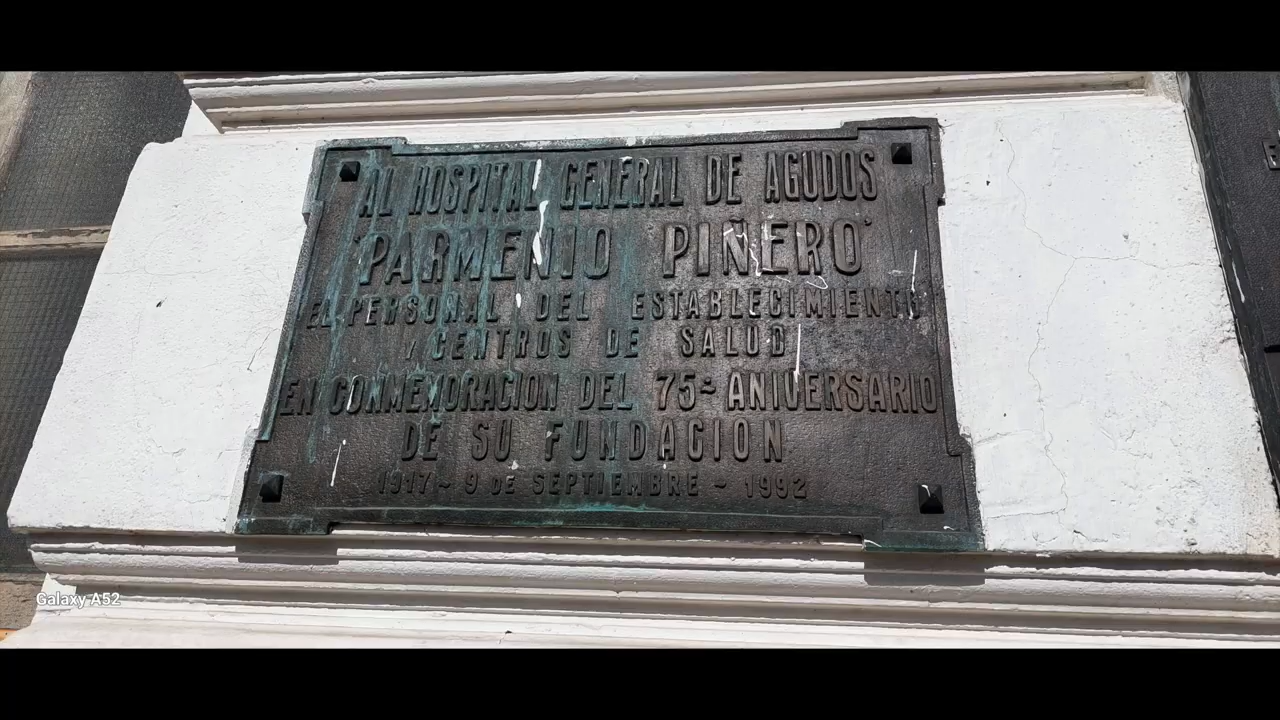 AL HOSPITAL GENERAL DE AGUDOS
"PARMENIO PIÑERO"
EL PERSONAL DEL ESTABLECIMIENTO
Y CENTROS DE SALUD
EN CONMEMORACION DEL 75º ANIVERSARIO
DE SU FUNDACION
1917 - 9 DE SEPTIEMBRE - 1992
Galaxy A52